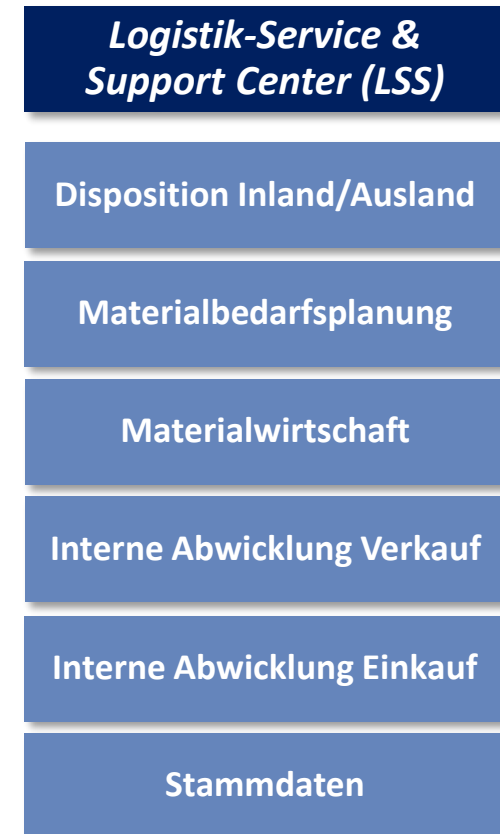 Logistik-Service &
Support Center (LSS)
Disposition Inland/Ausland
Materialbedarfsplanung
Materialwirtschaft
Interne Abwicklung Verkauf
Interne Abwicklung Einkauf
Stammdaten